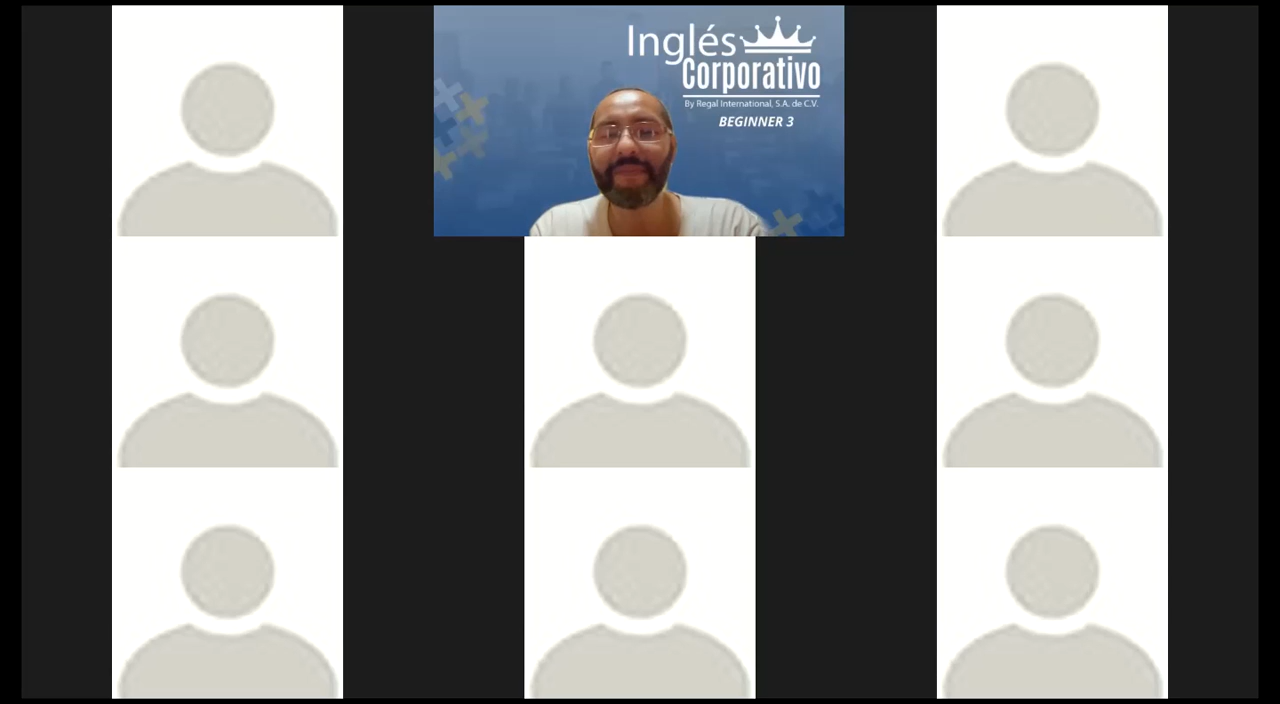 Inglés
Corporativo
By Regal International, S.A. de C.V.
BEGINNER 3